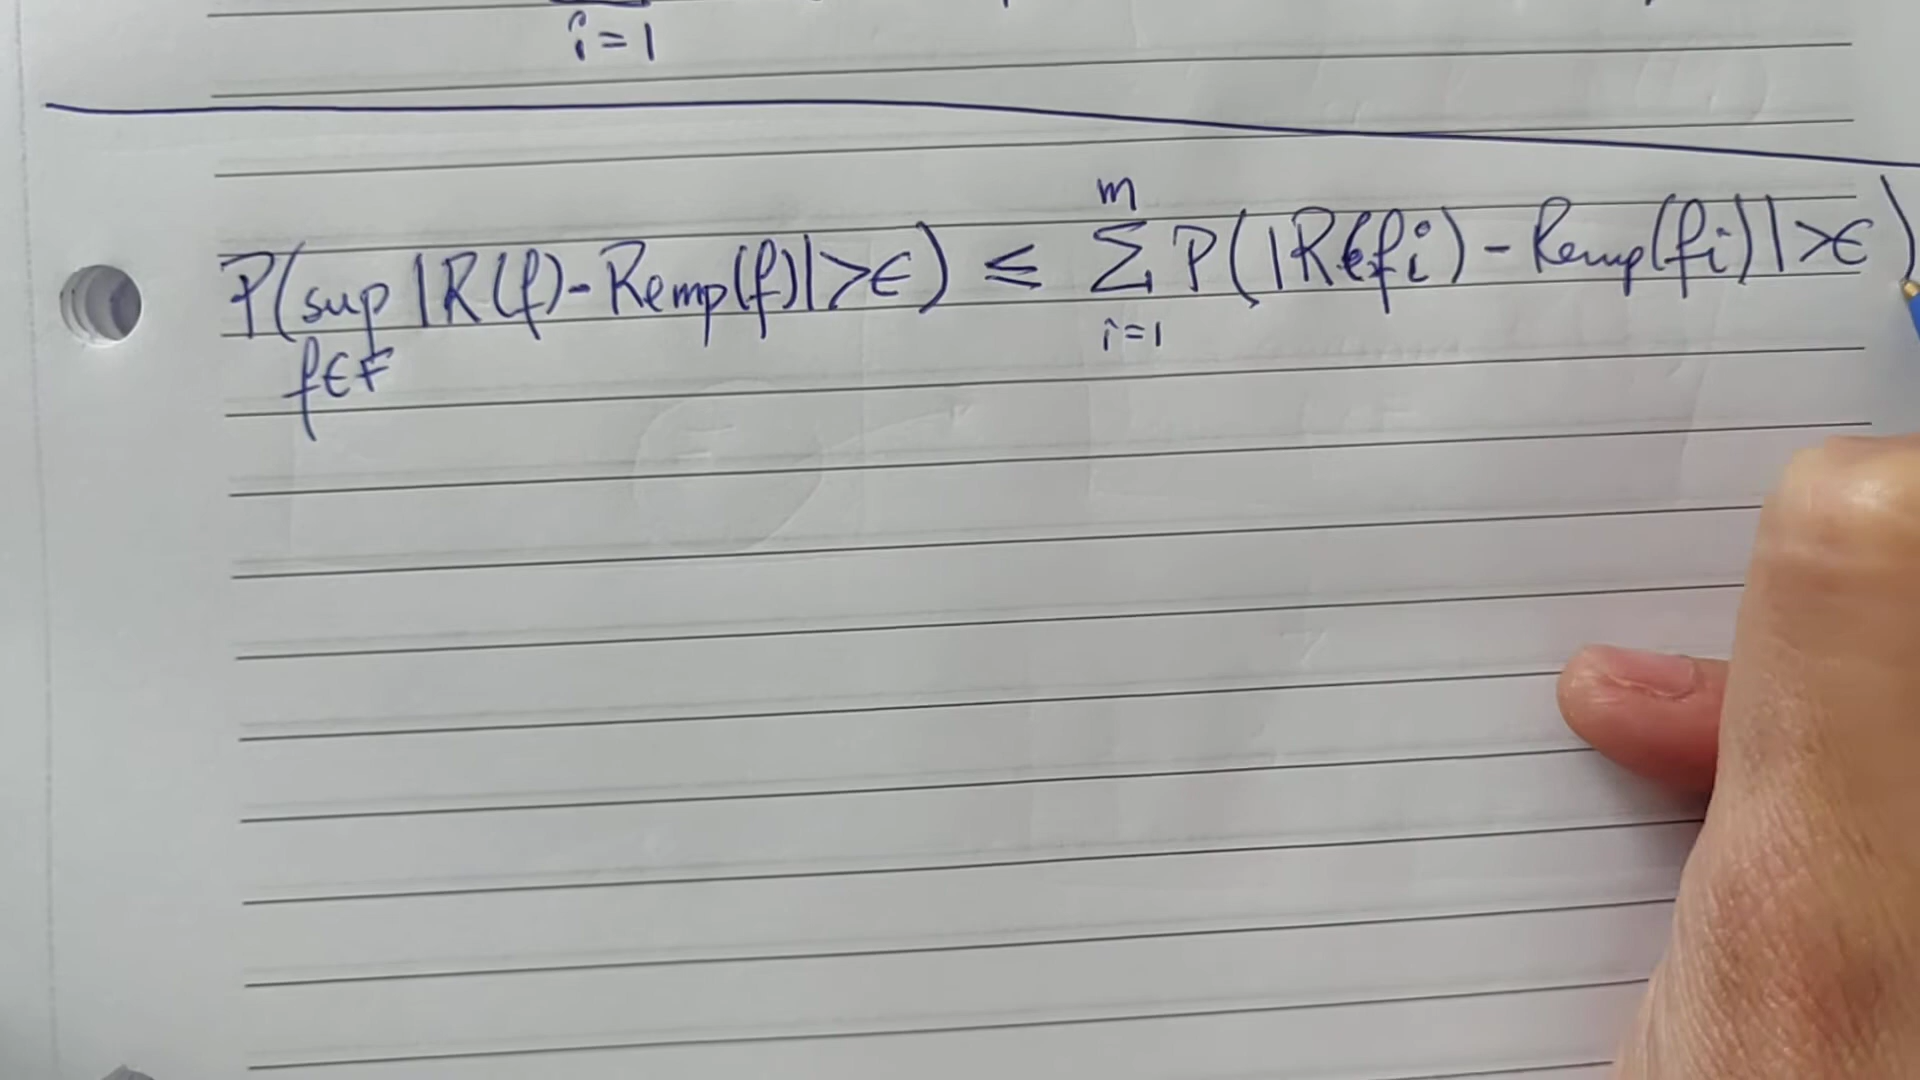 i=1
m
P(sup |R(f)-Remp(f)|>ϵ) ≤ Σ P(|R(fi)-Remp(fi)|>ϵ)
f∈F i=1